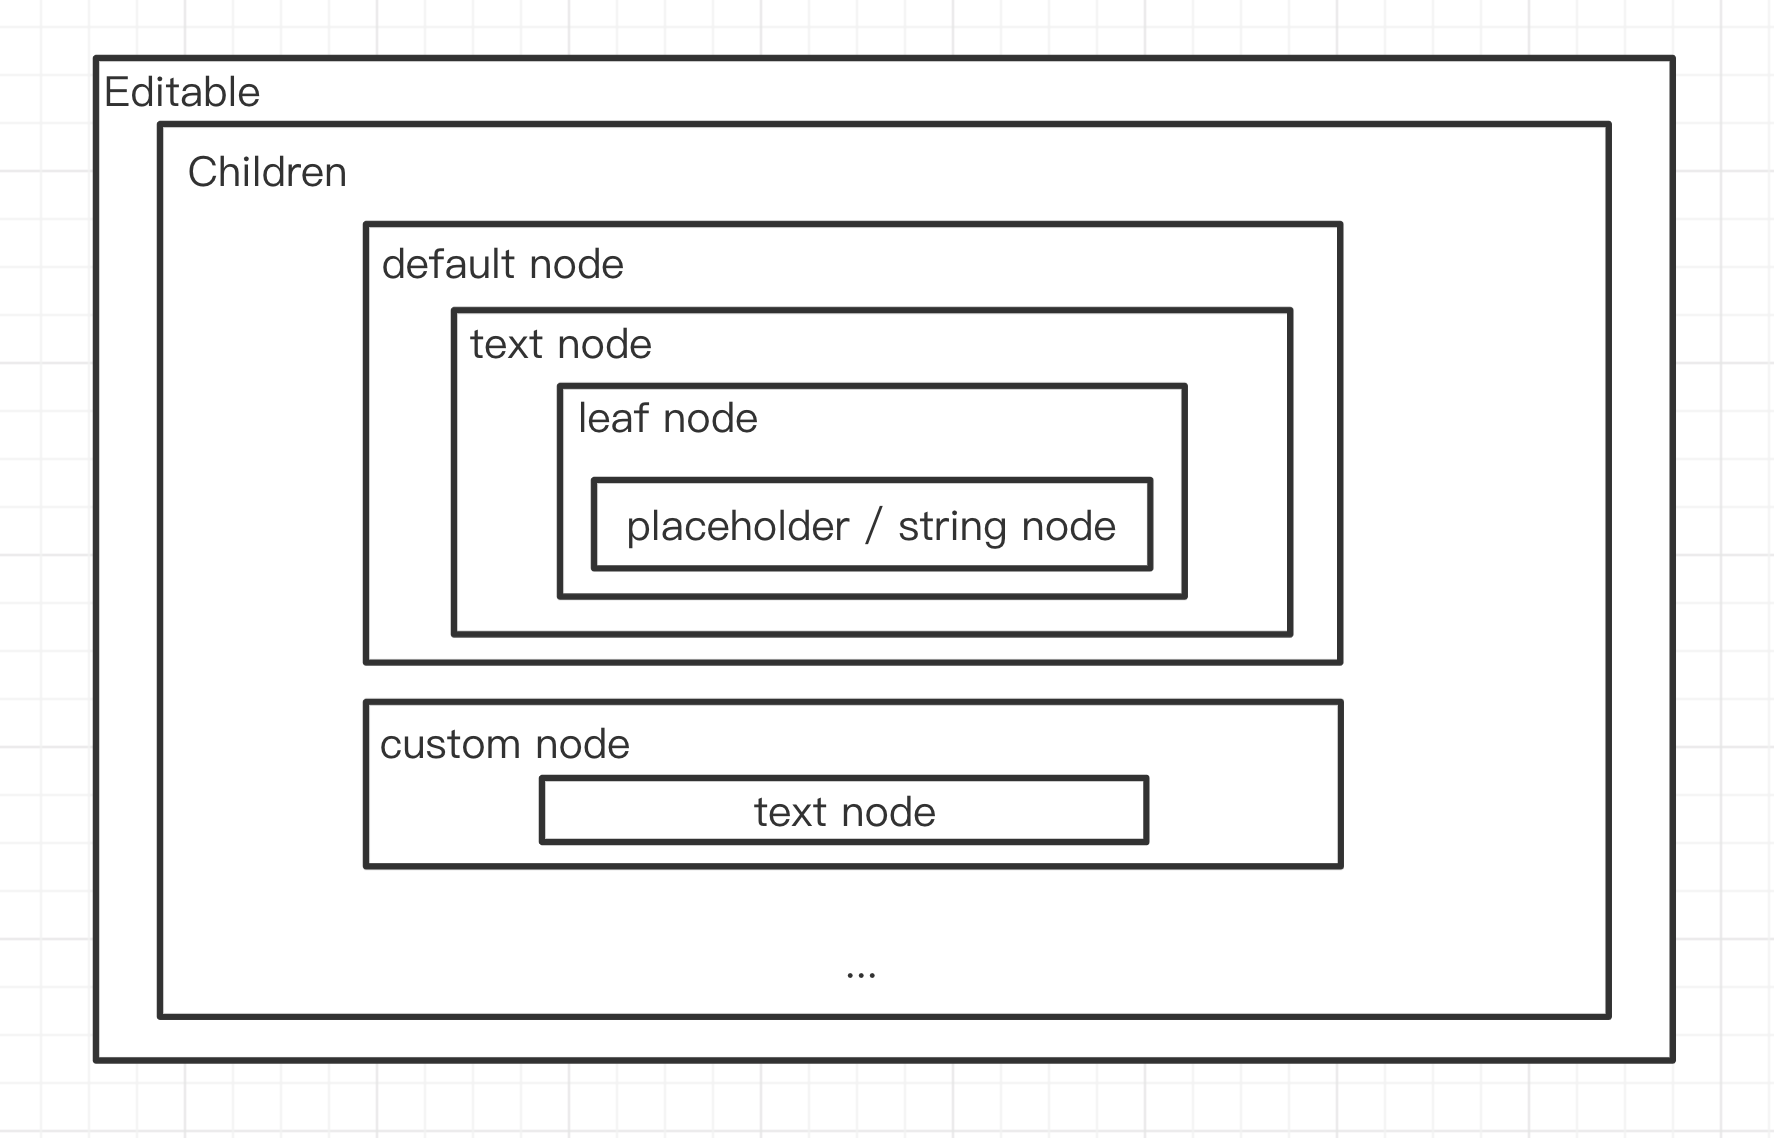 Editable
Children
default node
text node
leaf node
placeholder / string node
custom node
text node
...